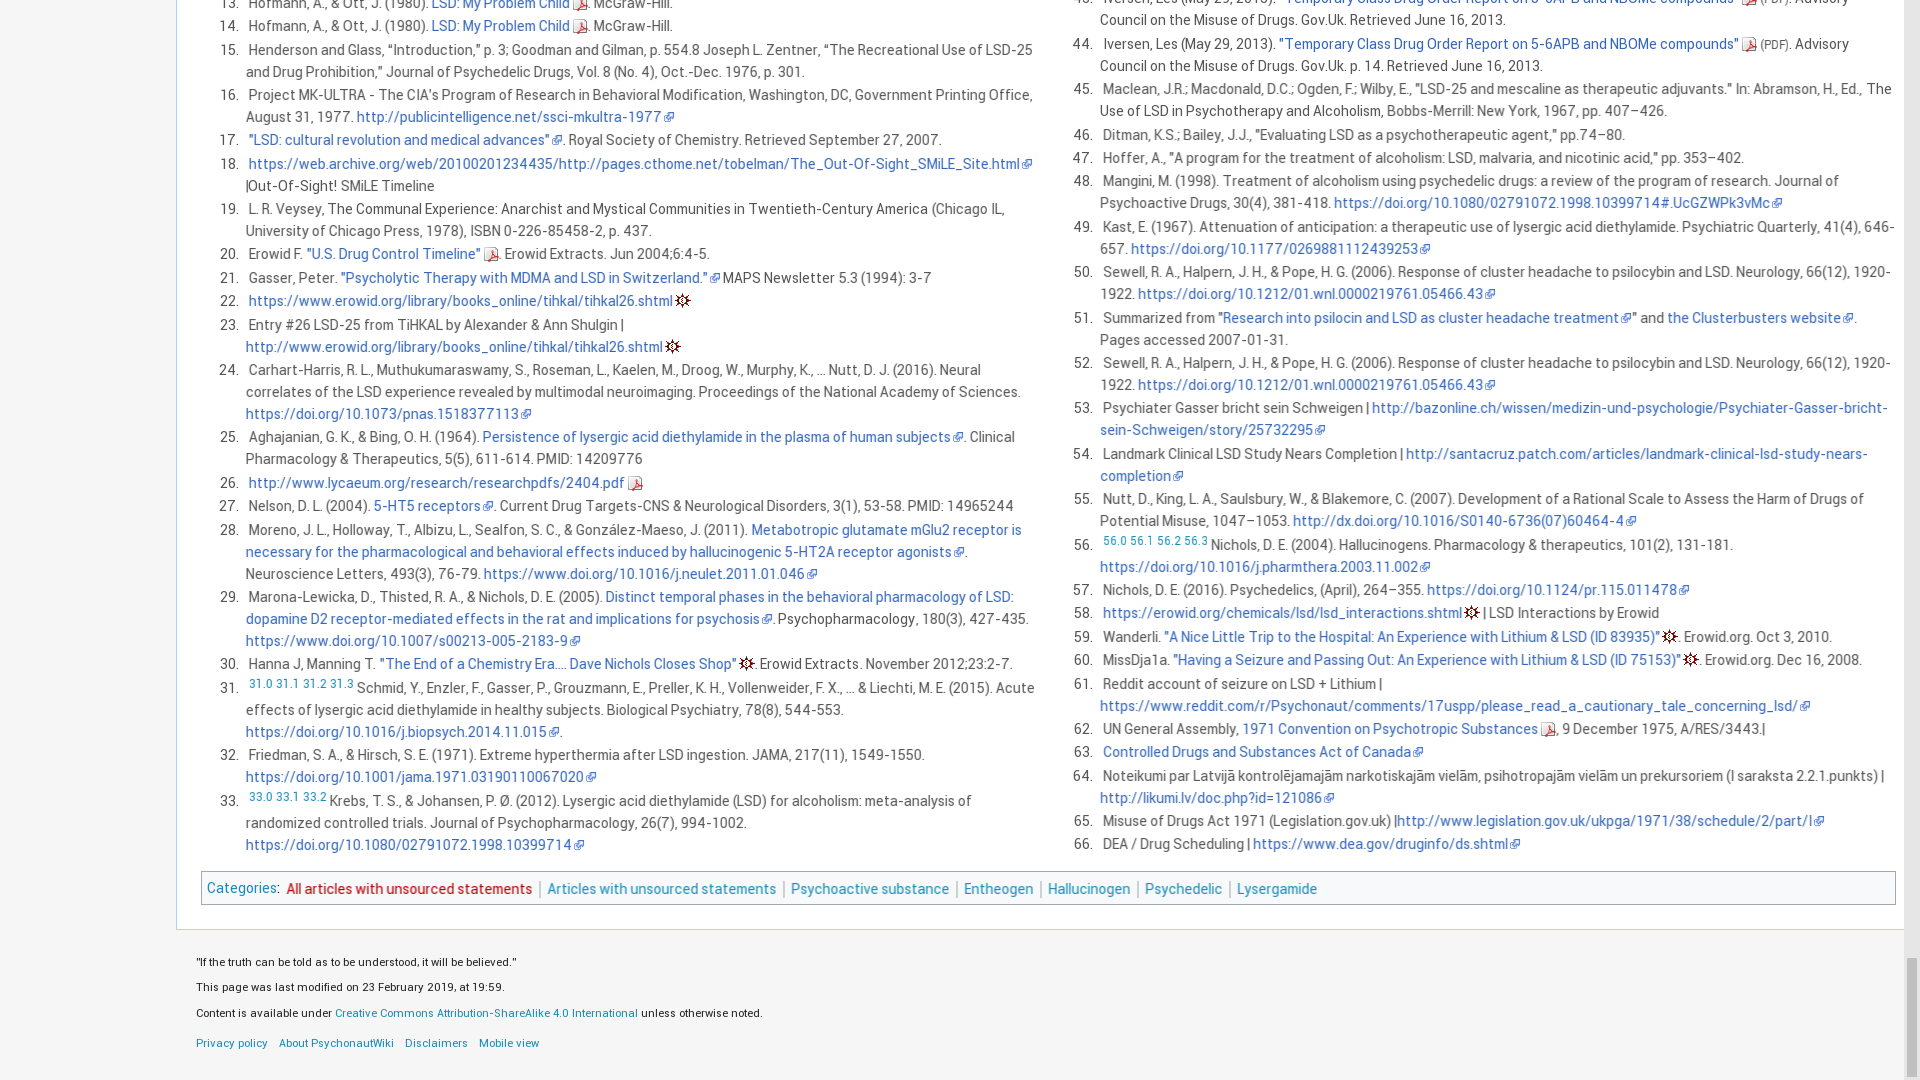 13. Hofmann, A., & Ott, J. (1980). LSD: My Problem Child. McGraw-Hill.
14. Hofmann, A., & Ott, J. (1980). LSD: My Problem Child. McGraw-Hill.
15. Henderson and Glass, “Introduction,” p. 3; Goodman and Gilman, p. 554.8 Joseph L. Zentner, “The Recreational Use of LSD-25
and Drug Prohibition,” Journal of Psychedelic Drugs, Vol. 8 (No. 4), Oct.-Dec. 1976, p. 301.
16. Project MK-ULTRA - The CIA's Program of Research in Behavioral Modification, Washington, DC, Government Printing Office,
August 31, 1977. http://publicintelligence.net/ssci-mkultra-1977
17. "LSD: cultural revolution and medical advances". Royal Society of Chemistry. Retrieved September 27, 2007.
18. https://web.archive.org/web/20100201234435/http://pages.cthome.net/tobelman/The_Out-Of-Sight_SMiLE_Site.html
|Out-Of-Sight! SMiLE Timeline
19. L. R. Veysey, The Communal Experience: Anarchist and Mystical Communities in Twentieth-Century America (Chicago IL,
University of Chicago Press, 1978), ISBN 0-226-85458-2, p. 437.
20. Erowid F. "U.S. Drug Control Timeline". Erowid Extracts. Jun 2004;6:4-5.
21. Gasser, Peter. "Psycholytic Therapy with MDMA and LSD in Switzerland." MAPS Newsletter 5.3 (1994): 3-7
22. https://www.erowid.org/library/books_online/tihkal/tihkal26.shtml
23. Entry #26 LSD-25 from TiHKAL by Alexander & Ann Shulgin |
http://www.erowid.org/library/books_online/tihkal/tihkal26.shtml
24. Carhart-Harris, R. L., Muthukumaraswamy, S., Roseman, L., Kaelen, M., Droog, W., Murphy, K., … Nutt, D. J. (2016). Neural
correlates of the LSD experience revealed by multimodal neuroimaging. Proceedings of the National Academy of Sciences.
https://doi.org/10.1073/pnas.1518377113
25. Aghajanian, G. K., & Bing, O. H. (1964). Persistence of lysergic acid diethylamide in the plasma of human subjects. Clinical
Pharmacology & Therapeutics, 5(5), 611-614. PMID: 14209776
26. http://www.lycaeum.org/research/researchpdfs/2404.pdf
27. Nelson, D. L. (2004). 5-HT5 receptors. Current Drug Targets-CNS & Neurological Disorders, 3(1), 53-58. PMID: 14965244
28. Moreno, J. L., Holloway, T., Albizu, L., Sealfon, S. C., & González-Maeso, J. (2011). Metabotropic glutamate mGlu2 receptor is
necessary for the pharmacological and behavioral effects induced by hallucinogenic 5-HT2A receptor agonists.
Neuroscience Letters, 493(3), 76-79. https://www.doi.org/10.1016/j.neulet.2011.01.046
29. Marona-Lewicka, D., Thisted, R. A., & Nichols, D. E. (2005). Distinct temporal phases in the behavioral pharmacology of LSD:
dopamine D2 receptor-mediated effects in the rat and implications for psychosis. Psychopharmacology, 180(3), 427-435.
https://www.doi.org/10.1007/s00213-005-2183-9
30. Hanna J, Manning T. "The End of a Chemistry Era.... Dave Nichols Closes Shop". Erowid Extracts. November 2012;23:2-7.
31. 31.0 31.1 31.2 31.3 Schmid, Y., Enzler, F., Gasser, P., Grouzmann, E., Preller, K. H., Vollenweider, F. X., … & Liechti, M. E. (2015). Acute
effects of lysergic acid diethylamide in healthy subjects. Biological Psychiatry, 78(8), 544-553.
https://doi.org/10.1016/j.biopsych.2014.11.015.
32. Friedman, S. A., & Hirsch, S. E. (1971). Extreme hyperthermia after LSD ingestion. JAMA, 217(11), 1549-1550.
https://doi.org/10.1001/jama.1971.03190110067020
33. 33.0 33.1 33.2 Krebs, T. S., & Johansen, P. Ø. (2012). Lysergic acid diethylamide (LSD) for alcoholism: meta-analysis of
randomized controlled trials. Journal of Psychopharmacology, 26(7), 994-1002.
https://doi.org/10.1080/02791072.1998.10399714
43. Iversen, Les (May 29, 2013). "Temporary Class Drug Order Report on 5-6APB and NBOMe compounds" (PDF). Advisory
Council on the Misuse of Drugs. Gov.Uk. Retrieved June 16, 2013.
44. Iversen, Les (May 29, 2013). "Temporary Class Drug Order Report on 5-6APB and NBOMe compounds" (PDF). Advisory
Council on the Misuse of Drugs. Gov.Uk. p. 14. Retrieved June 16, 2013.
45. Maclean, J.R.; Macdonald, D.C.; Ogden, F.; Wilby, E., "LSD-25 and mescaline as therapeutic adjuvants." In: Abramson, H., Ed., The
Use of LSD in Psychotherapy and Alcoholism, Bobbs-Merrill: New York, 1967, pp. 407–426.
46. Ditman, K.S.; Bailey, J.J., "Evaluating LSD as a psychotherapeutic agent," pp.74–80.
47. Hoffer, A., "A program for the treatment of alcoholism: LSD, malvaria, and nicotinic acid," pp. 353–402.
48. Mangini, M. (1998). Treatment of alcoholism using psychedelic drugs: a review of the program of research. Journal of
Psychoactive Drugs, 30(4), 381-418. https://doi.org/10.1080/02791072.1998.10399714#.UcGZWPk3vMc
49. Kast, E. (1967). Attenuation of anticipation: a therapeutic use of lysergic acid diethylamide. Psychiatric Quarterly, 41(4), 646-
657. https://doi.org/10.1177/0269881112439253
50. Sewell, R. A., Halpern, J. H., & Pope, H. G. (2006). Response of cluster headache to psilocybin and LSD. Neurology, 66(12), 1920-
1922. https://doi.org/10.1212/01.wnl.0000219761.05466.43
51. Summarized from "Research into psilocin and LSD as cluster headache treatment" and the Clusterbusters website.
Pages accessed 2007-01-31.
52. Sewell, R. A., Halpern, J. H., & Pope, H. G. (2006). Response of cluster headache to psilocybin and LSD. Neurology, 66(12), 1920-
1922. https://doi.org/10.1212/01.wnl.0000219761.05466.43
53. Psychiater Gasser bricht sein Schweigen | http://bazonline.ch/wissen/medizin-und-psychologie/Psychiater-Gasser-bricht-
sein-Schweigen/story/25732295
54. Landmark Clinical LSD Study Nears Completion | http://santacruz.patch.com/articles/landmark-clinical-lsd-study-nears-
completion
55. Nutt, D., King, L. A., Saulsbury, W., & Blakemore, C. (2007). Development of a Rational Scale to Assess the Harm of Drugs of
Potential Misuse, 1047–1053. http://dx.doi.org/10.1016/S0140-6736(07)60464-4
56. 56.0 56.1 56.2 56.3 Nichols, D. E. (2004). Hallucinogens. Pharmacology & therapeutics, 101(2), 131-181.
https://doi.org/10.1016/j.pharmthera.2003.11.002
57. Nichols, D. E. (2016). Psychedelics, (April), 264–355. https://doi.org/10.1124/pr.115.011478
58. https://erowid.org/chemicals/lsd/lsd_interactions.shtml | LSD Interactions by Erowid
59. Wanderli. "A Nice Little Trip to the Hospital: An Experience with Lithium & LSD (ID 83935)". Erowid.org. Oct 3, 2010.
60. MissDja1a. "Having a Seizure and Passing Out: An Experience with Lithium & LSD (ID 75153)". Erowid.org. Dec 16, 2008.
61. Reddit account of seizure on LSD + Lithium |
https://www.reddit.com/r/Psychonaut/comments/17uspp/please_read_a_cautionary_tale_concerning_lsd/
62. UN General Assembly, 1971 Convention on Psychotropic Substances, 9 December 1975, A/RES/3443.|
63. Controlled Drugs and Substances Act of Canada
64. Noteikumi par Latvijā kontrolējamajām narkotiskajām vielām, psihotropajām vielām un prekursoriem (I saraksta 2.2.1.punkts) |
http://likumi.lv/doc.php?id=121086
65. Misuse of Drugs Act 1971 (Legislation.gov.uk) |http://www.legislation.gov.uk/ukpga/1971/38/schedule/2/part/I
66. DEA / Drug Scheduling | https://www.dea.gov/druginfo/ds.shtml
Categories: All articles with unsourced statements | Articles with unsourced statements | Psychoactive substance | Entheogen | Hallucinogen | Psychedelic | Lysergamide
"If the truth can be told as to be understood, it will be believed."
This page was last modified on 23 February 2019, at 19:59.
Content is available under Creative Commons Attribution-ShareAlike 4.0 International unless otherwise noted.
Privacy policy About PsychonautWiki Disclaimers Mobile view